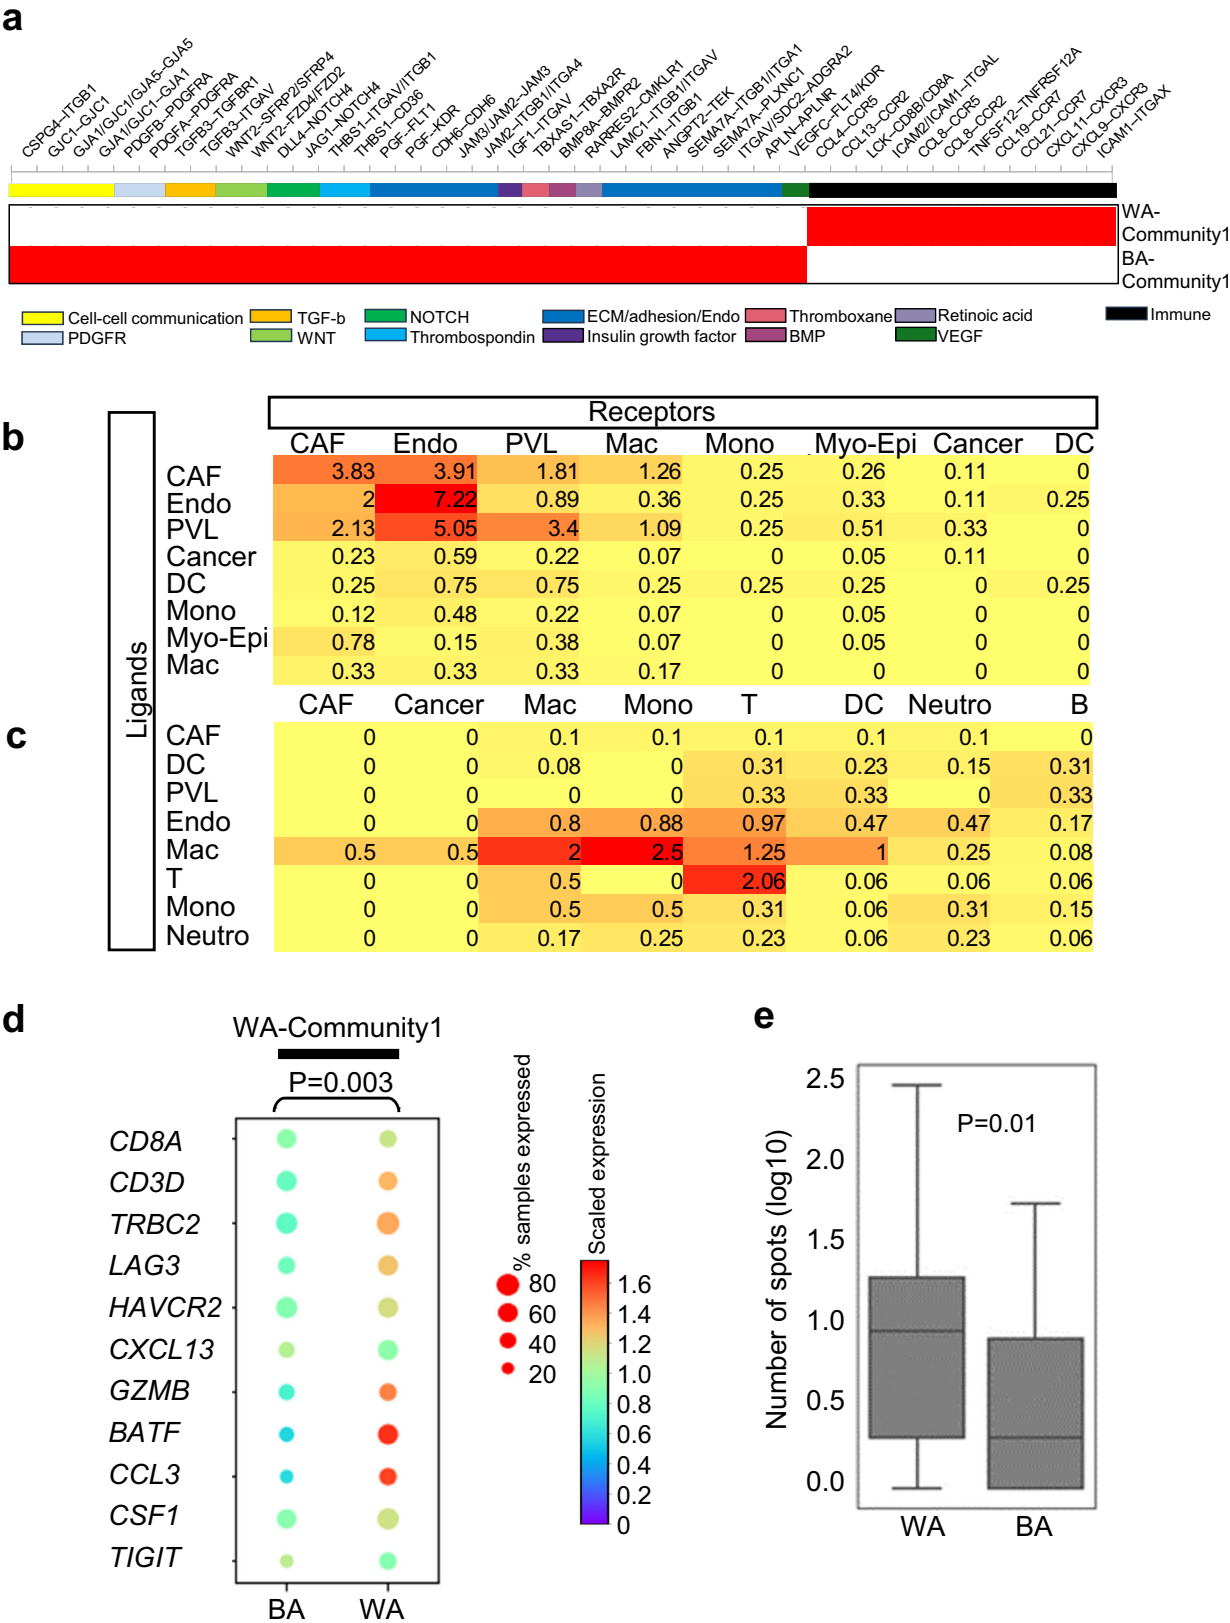 a
CSPG4–ITGB1
GJC1–GJC1
GJA1/GJC1/GJA5–GJA5
GJA1/GJC1–GJA1
PDGFB–PDGFRA
PDGFA–PDGFRA
TGFB3–TGFBR1
TGFB3–ITGAV
WNT2–SFRP2/SFRP4
WNT2–FZD4/FZD2
DLL4–NOTCH4
JAG1–NOTCH4
THBS1–ITGAV/ITGB1
THBS1–CD36
PGF–FLT1
PGF–KDR
CDH6–CDH6
JAM3/JAM2–JAM3
JAM2–ITGB1/ITGA4
IGF1–ITGAV
TBXAS1–TBXA2R
BMP8A–BMPR2
RARRES2–CMKLR1
LAMC1–ITGB1/ITGAV
FBN1–ITGB1
ANGPT2–TEK
SEMA7A–ITGB1/ITGA1
SEMA7A–PLXNC1
ITGAV/SDC2–ADGRA2
APLN–APLNR
VEGFC–FLT4/KDR
CCL4–CCR5
CCL13–CCR2
LCK–CD8B/CD8A
ICAM2/ICAM1–ITGAL
CCL8–CCR5
CCL8–CCR2
TNFSF12–TNFRSF12A
CCL19–CCR7
CCL21–CCR7
CXCL11–CXCR3
CXCL9–CXCR3
ICAM1–ITGAX
WA-
Community1
BA-
Community1
Cell-cell communication TGF-b NOTCH ECM/adhesion/Endo Thromboxane Retinoic acid Immune
PDGFR WNT Thrombospondin Insulin growth factor BMP VEGF
Receptors
b
CAF Endo PVL Mac Mono Myo-Epi Cancer DC
CAF 3.83 3.91 1.81 1.26 0.25 0.26 0.11 0
Endo 2 7.22 0.89 0.36 0.25 0.33 0.11 0.25
PVL 2.13 5.05 3.4 1.09 0.25 0.51 0.33 0
Cancer 0.23 0.59 0.22 0.07 0 0.05 0.11 0
DC 0.25 0.75 0.75 0.25 0.25 0.25 0 0.25
Mono 0.12 0.48 0.22 0.07 0 0.05 0 0
Myo-Epi 0.78 0.15 0.38 0.07 0 0.05 0 0
Mac 0.33 0.33 0.33 0.17 0 0 0 0
Ligands
CAF Cancer Mac Mono T DC Neutro B
c
CAF 0 0 0.1 0.1 0.1 0.1 0.1 0
DC 0 0 0.08 0 0.31 0.23 0.15 0.31
PVL 0 0 0 0 0.33 0.33 0 0.33
Endo 0 0 0.8 0.88 0.97 0.47 0.47 0.17
Mac 0.5 0.5 2 2.5 1.25 1 0.25 0.08
T 0 0 0.5 0 2.06 0.06 0.06 0.06
Mono 0 0 0.5 0.5 0.31 0.06 0.31 0.15
Neutro 0 0 0.17 0.25 0.23 0.06 0.23 0.06
d
WA-Community1
P=0.003
CD8A
CD3D
TRBC2
LAG3
HAVCR2
CXCL13
GZMB
BATF
CCL3
CSF1
TIGIT
BA WA
% samples expressed
80
60
40
20
Scaled expression
1.6
1.4
1.2
1.0
0.8
0.6
0.4
0.2
0
e
Number of spots (log10)
2.5
2.0
1.5
1.0
0.5
0.0
P=0.01
WA BA